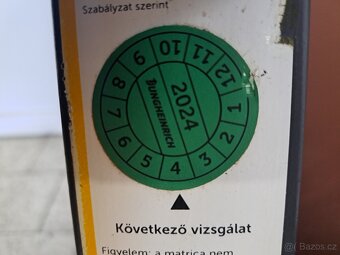 Szabályzat szerint
1 2 3 4 5 6 7 8 9 10 11 12
2024
JUNGHEINRICH
Következő vizsgálat
Figyelem: a matrica nem
Bazoš.cz